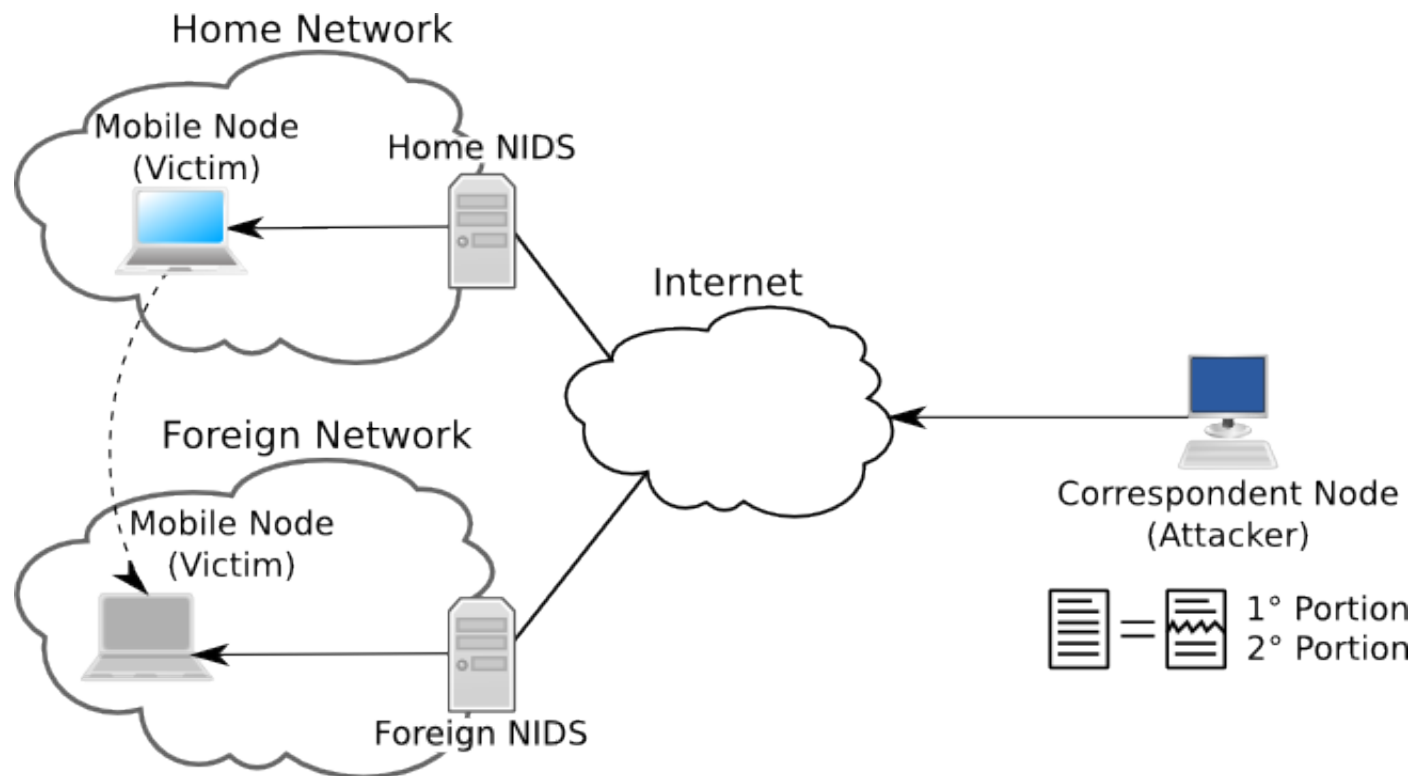 Home Network
Mobile Node
(Victim)
Home NIDS
Internet
Foreign Network
Mobile Node
(Victim)
Foreign NIDS
Correspondent Node
(Attacker)
=
1° Portion
2° Portion